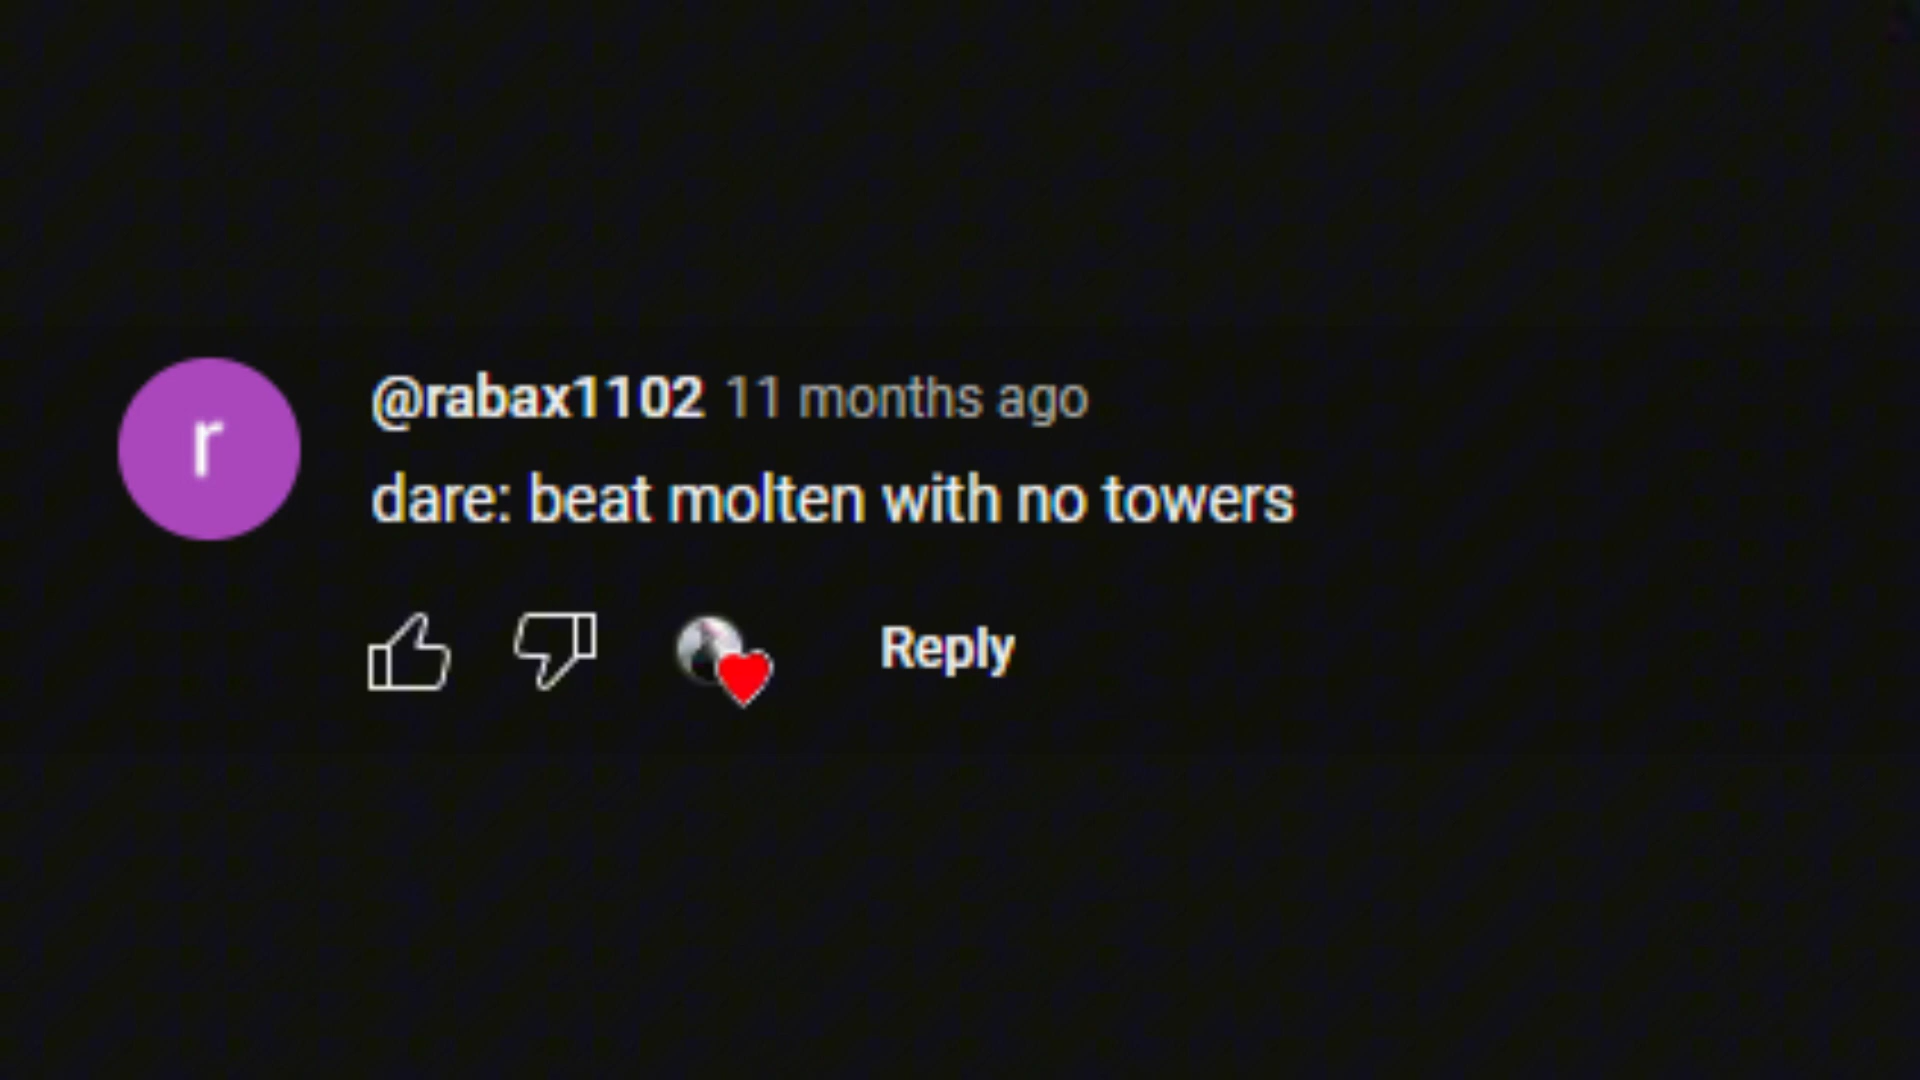 r
@rabax1102 11 months ago
dare: beat molten with no towers
Reply